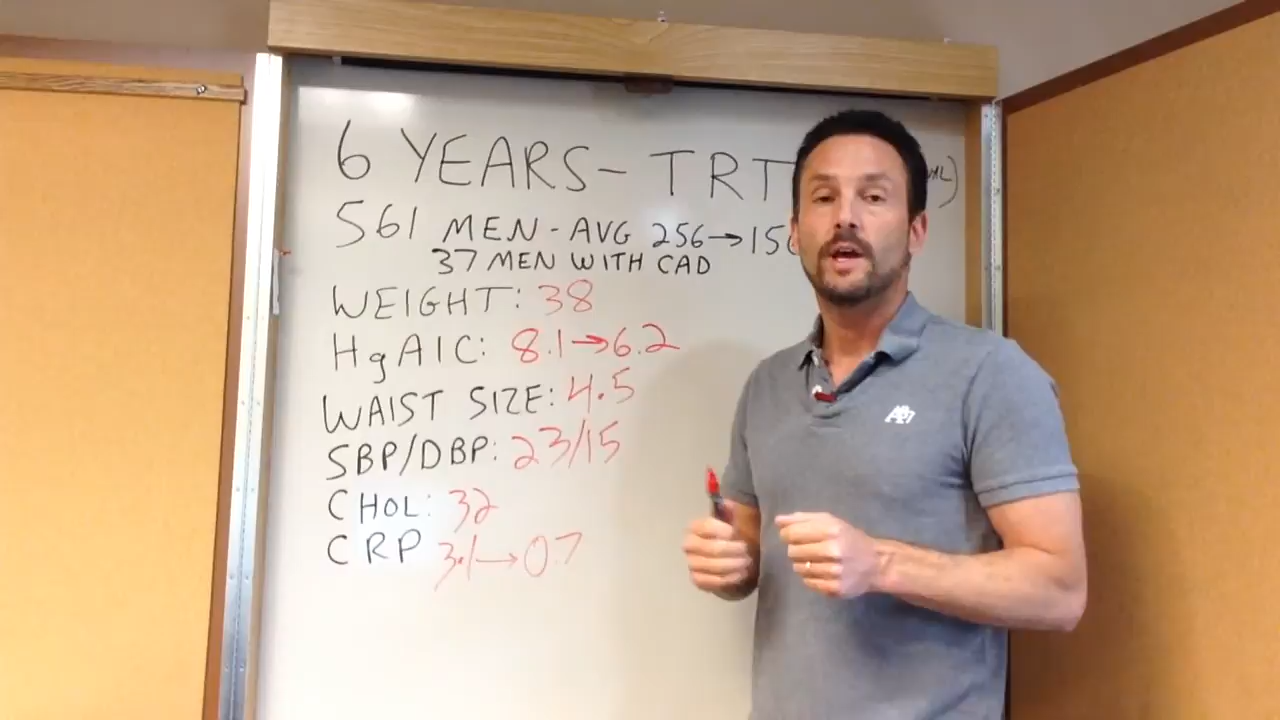 6 YEARS - TRT ML)
561 MEN - AVG 256→
37 MEN WITH CAD
WEIGHT: 38
HgA1C: 8.1→6.2
WAIST SIZE: 4.5
SBP/DBP: 23/15
CHOL: 32
CRP 3.1→0.7